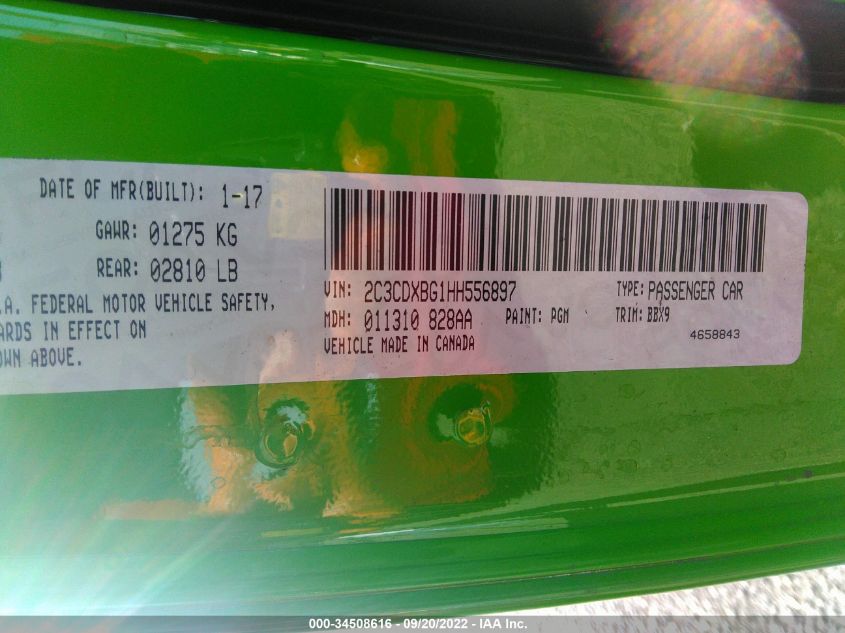 DATE OF MFR(BUILT): 1-17
GAWR: 01275 KG
REAR: 02810 LB
.A. FEDERAL MOTOR VEHICLE SAFETY,
ARDS IN EFFECT ON
OWN ABOVE.
VIN: 2C3CDXBG1HH556897 TYPE: PASSENGER CAR
MDH: 011310 828AA PAINT: PGM TRIM: BBX9
VEHICLE MADE IN CANADA 4658843
000-34508616 - 09/20/2022 - IAA Inc.